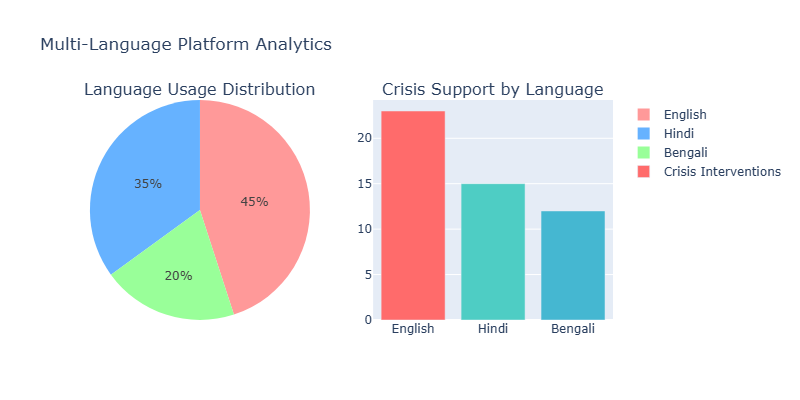 Multi-Language Platform Analytics
Language Usage Distribution
Crisis Support by Language
35%
45%
20%
20
15
10
5
0
English
Hindi
Bengali
English
Hindi
Bengali
Crisis Interventions